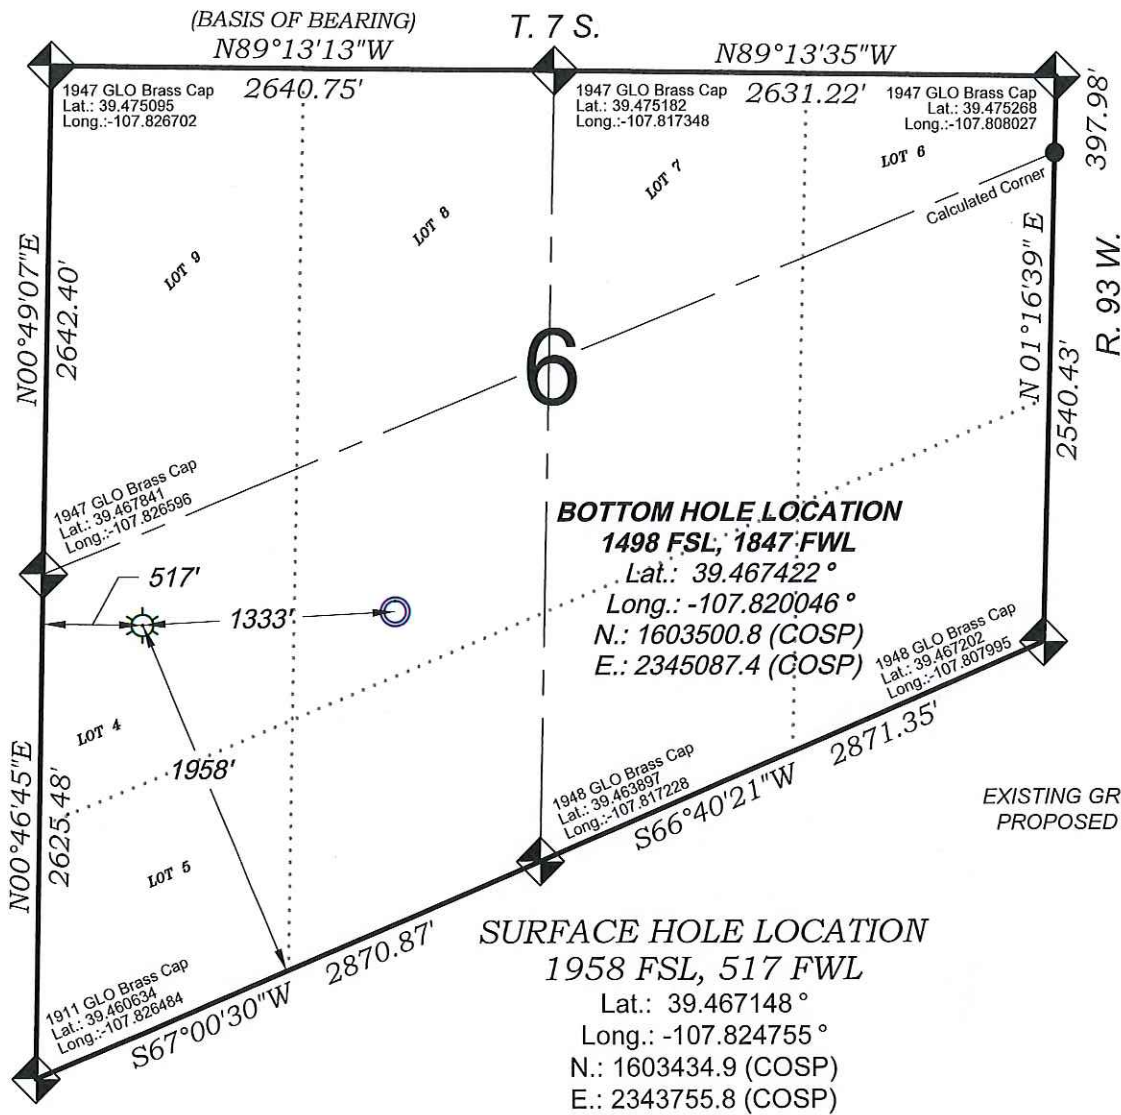 (BASIS OF BEARING)
T. 7 S.
N89°13'13"W
N89°13'35"W
2640.75'
2631.22'
1947 GLO Brass Cap
Lat.: 39.475095
Long.:-107.826702
1947 GLO Brass Cap
Lat.: 39.475182
Long.:-107.817348
1947 GLO Brass Cap
Lat.: 39.475268
Long.:-107.808027
397.98'
LOT 6
LOT 7
LOT 8
LOT 9
Calculated Corner
N00°49'07"E
2642.40'
N 01°16'39" E
2540.43'
R. 93 W.
6
1947 GLO Brass Cap
Lat.: 39.467841
Long.:-107.826596
517'
1333'
BOTTOM HOLE LOCATION
1498 FSL, 1847 FWL
Lat.: 39.467422°
Long.: -107.820046°
N.: 1603500.8 (COSP)
E.: 2345087.4 (COSP)
1948 GLO Brass Cap
Lat.: 39.467202
Long.:-107.807995
LOT 4
1958'
N00°46'45"E
2625.48'
LOT 5
1948 GLO Brass Cap
Lat.: 39.463897
Long.:-107.817228
S66°40'21"W
2871.35'
EXISTING GR
PROPOSED
1911 GLO Brass Cap
Lat.: 39.460634
Long.:-107.826484
S67°00'30"W
2870.87'
SURFACE HOLE LOCATION
1958 FSL, 517 FWL
Lat.: 39.467148°
Long.: -107.824755°
N.: 1603434.9 (COSP)
E.: 2343755.8 (COSP)